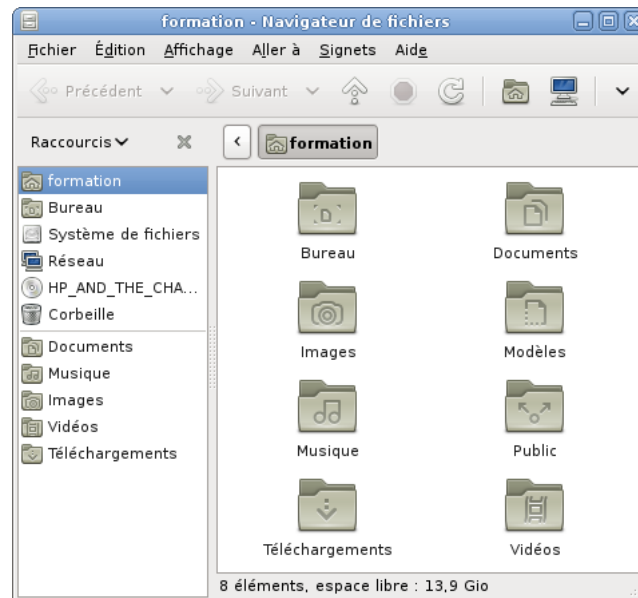 formation - Navigateur de fichiers
Fichier Édition Affichage Aller à Signets Aide
Précédent Suivant
Raccourcis formation
formation
Bureau
Système de fichiers
Réseau
HP_AND_THE_CHA...
Corbeille
Documents
Musique
Images
Vidéos
Téléchargements
Bureau Documents
Images Modèles
Musique Public
Téléchargements Vidéos
8 éléments, espace libre : 13,9 Gio